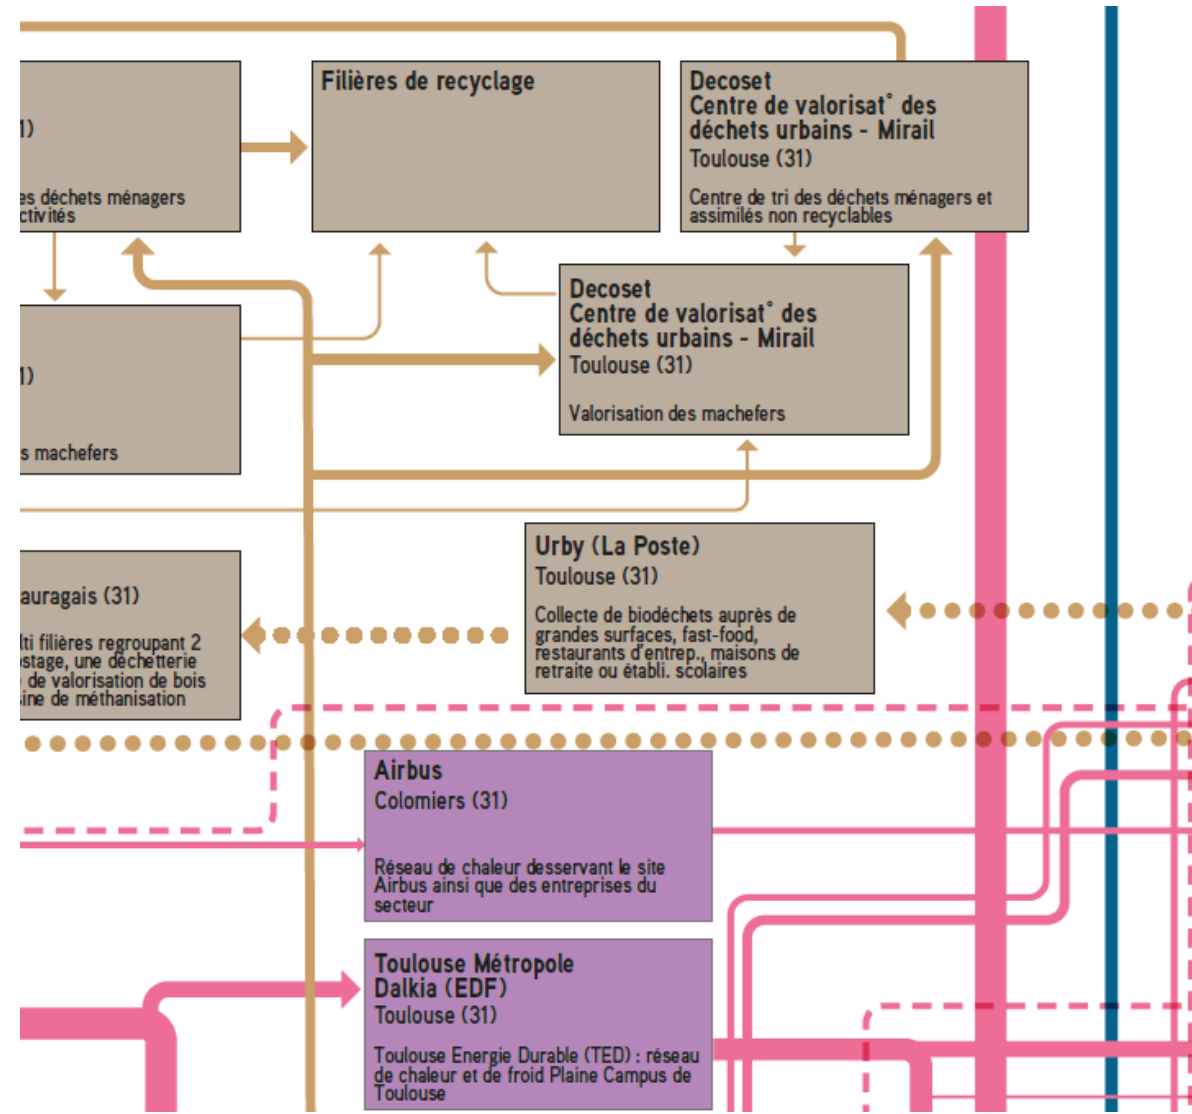 1)
es déchets ménagers
ctivités
Filières de recyclage
Decoset
Centre de valorisat° des
déchets urbains - Mirail
Toulouse (31)
Centre de tri des déchets ménagers et
assimilés non recyclables
1)
s machefers
Decoset
Centre de valorisat° des
déchets urbains - Mirail
Toulouse (31)
Valorisation des machefers
auragais (31)
lti filières regroupant 2
ostage, une déchetterie
de valorisation de bois
sine de méthanisation
Urby (La Poste)
Toulouse (31)
Collecte de biodéchets auprès de
grandes surfaces, fast-food,
restaurants d'entrep., maisons de
retraite ou établi. scolaires
Airbus
Colomiers (31)
Réseau de chaleur desservant le site
Airbus ainsi que des entreprises du
secteur
Toulouse Métropole
Dalkia (EDF)
Toulouse (31)
Toulouse Energie Durable (TED) : réseau
de chaleur et de froid Plaine Campus de
Toulouse